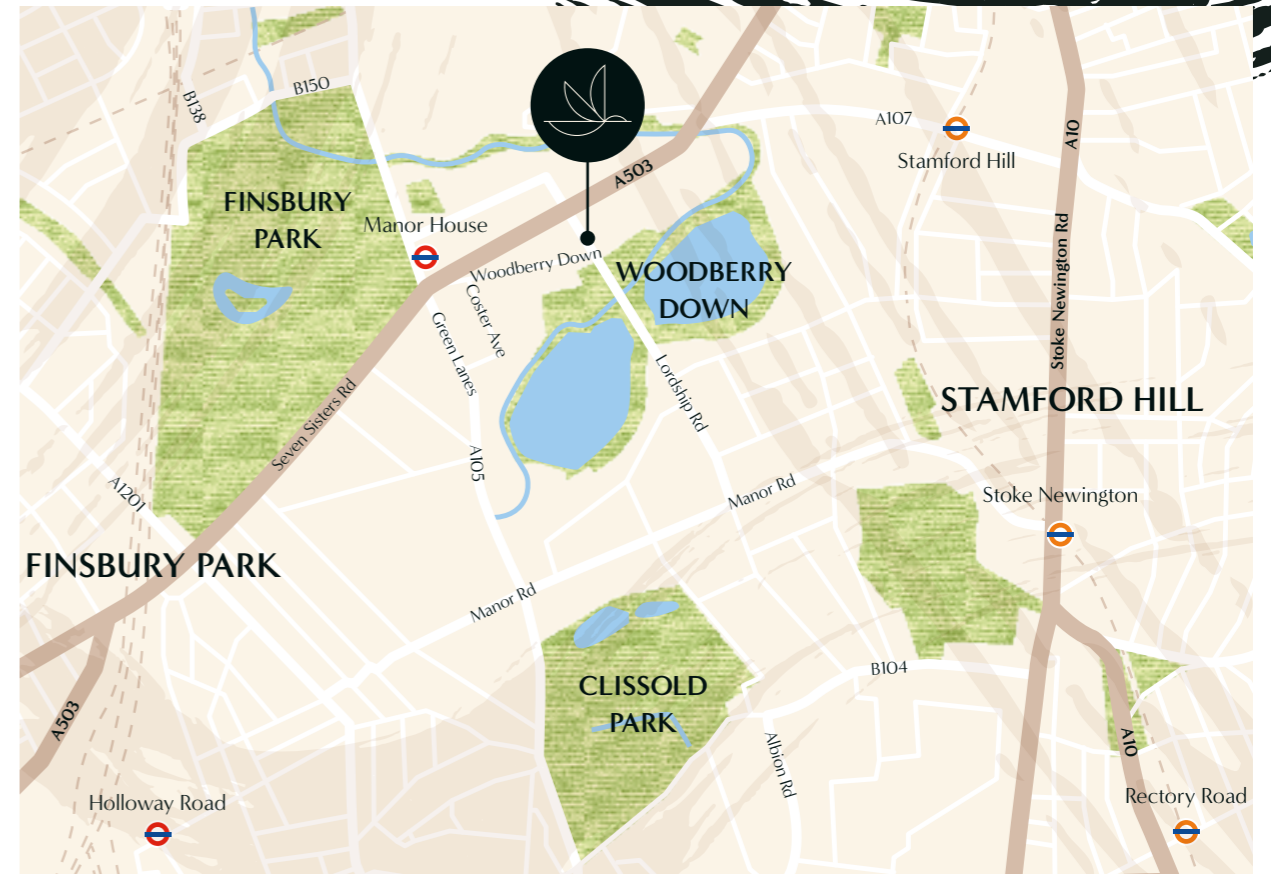 B150
B138
A107
Stamford Hill
A10
A503
FINSBURY
PARK
Manor House
Woodberry Down
WOODBERRY
DOWN
Coster Ave
Green Lanes
Stoke Newington Rd
Lordship Rd
Seven Sisters Rd
STAMFORD HILL
A105
A1201
Manor Rd
Stoke Newington
FINSBURY PARK
Manor Rd
CLISSOLD
PARK
B104
A503
Albion Rd
A10
Holloway Road
Rectory Road